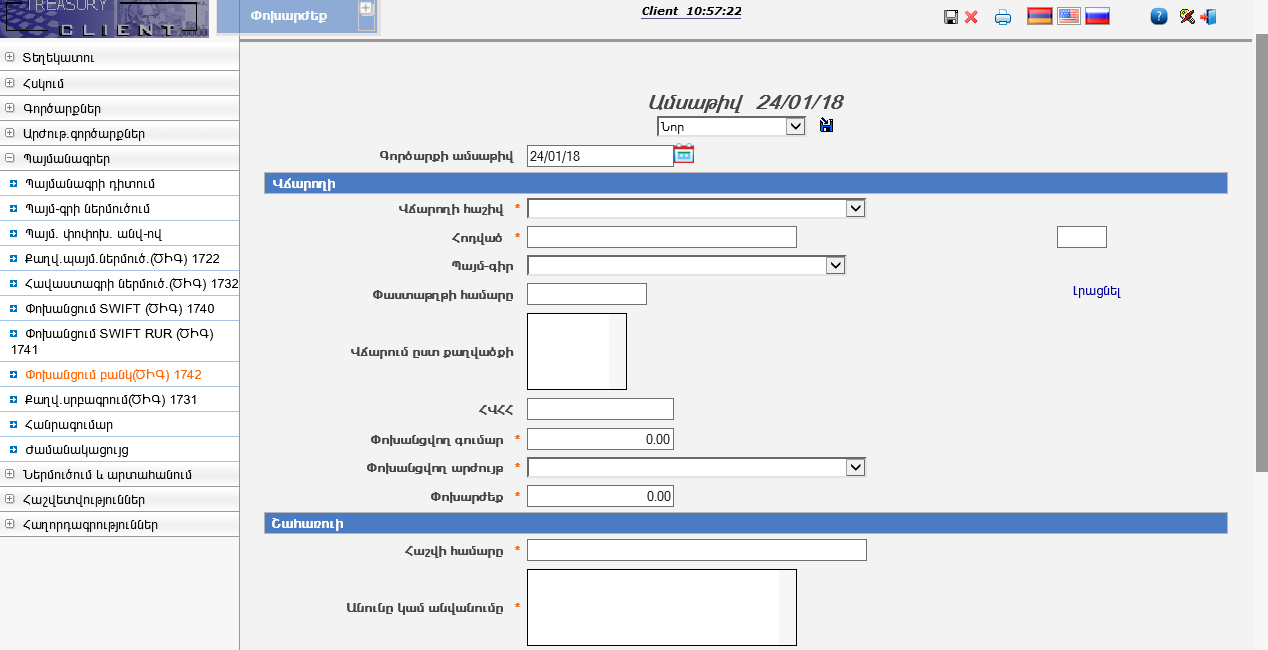 TREASURY
CLIENT
Փոխարժեք
Client 10:57:22
Տեղեկատու
Հսկում
Գործարքներ
Արժութ.գործարքներ
Պայմանագրեր
Պայմանագրի դիտում
Պայմ-գրի ներմուծում
Պայմ. փոփոխ. անվ-ով
Քաղվ.պայմ.ներմուծ.(ԾԻԳ) 1722
Հավաստագրի ներմուծ.(ԾԻԳ) 1732
Փոխանցում SWIFT (ԾԻԳ) 1740
Փոխանցում SWIFT RUR (ԾԻԳ)
1741
Փոխանցում բանկ(ԾԻԳ) 1742
Քաղվ.սրբագրում(ԾԻԳ) 1731
Հանրագումար
Ժամանակացույց
Ներմուծում և արտահանում
Հաշվետվություններ
Հաղորդագրություններ
Ամսաթիվ 24/01/18
Նոր
Գործարքի ամսաթիվ 24/01/18
Վճարողի
Վճարողի հաշիվ *
Հոդված *
Պայմ-գիր
Փաստաթղթի համարը
Լրացնել
Վճարում ըստ քաղվածքի
ՀՎՀՀ
Փոխանցվող գումար * 0.00
Փոխանցվող արժույթ *
Փոխարժեք * 0.00
Շահառուի
Հաշվի համարը *
Անունը կամ անվանումը *